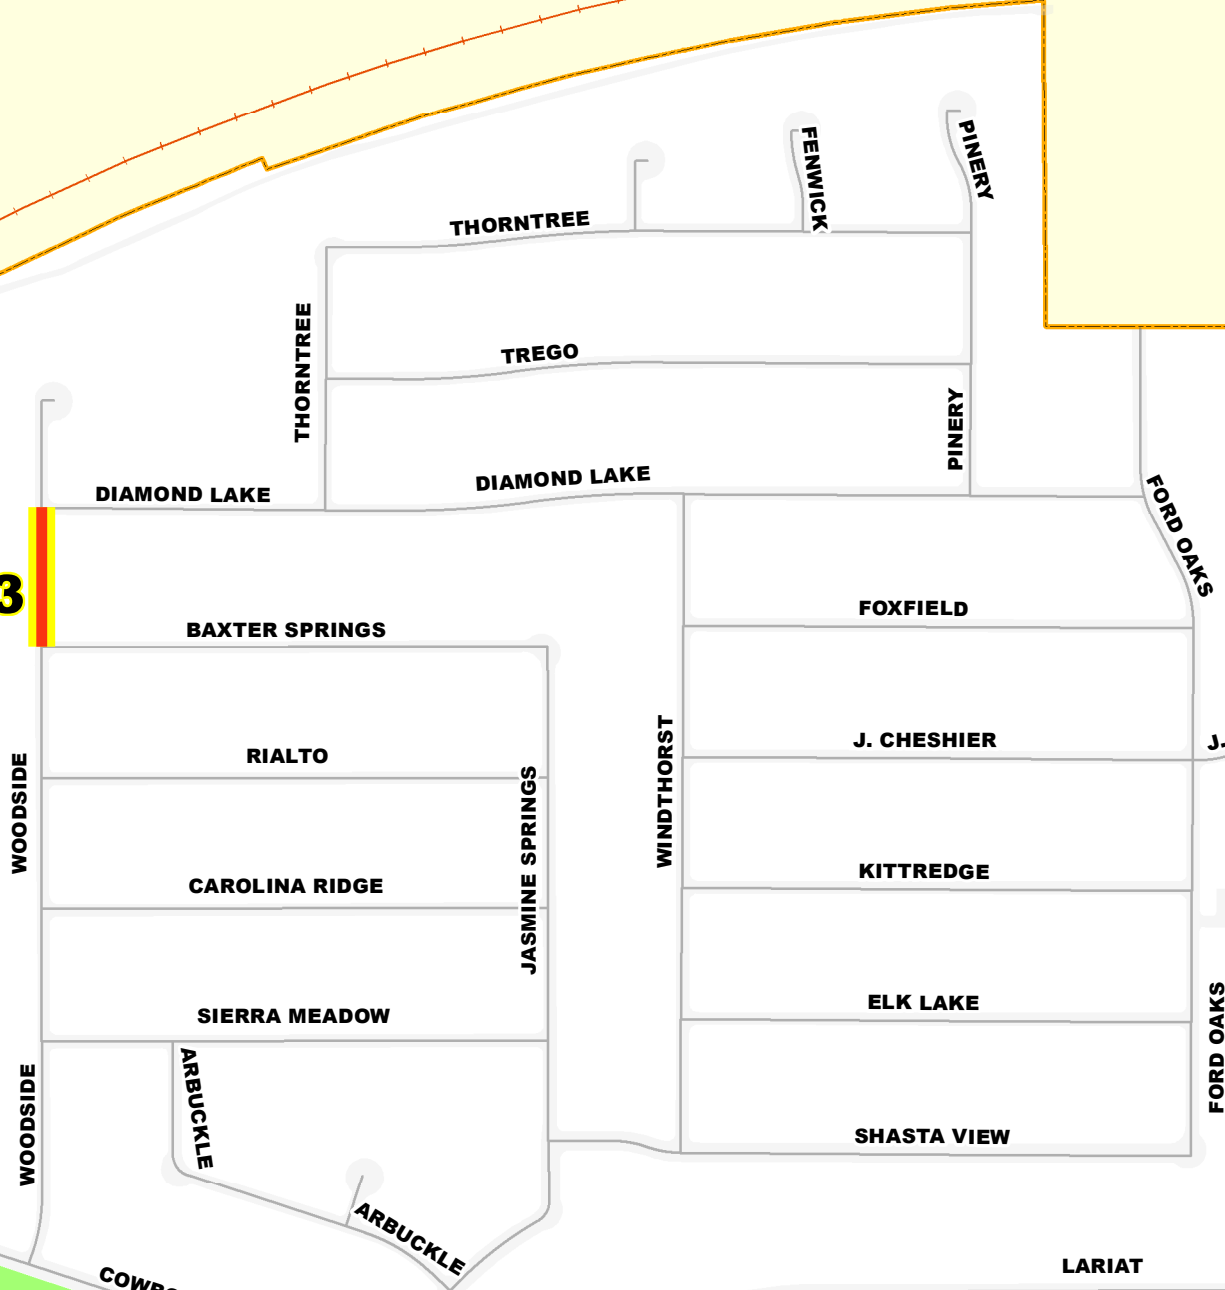 PINERY
FENWICK
THORNTREE
THORNTREE
TREGO
PINERY
DIAMOND LAKE
DIAMOND LAKE
FORD OAKS
3
FOXFIELD
BAXTER SPRINGS
J. CHESHIER
J.
RIALTO
WOODSIDE
WINDTHORST
JASMINE SPRINGS
KITTREDGE
CAROLINA RIDGE
ELK LAKE
SIERRA MEADOW
FORD OAKS
ARBUCKLE
WOODSIDE
SHASTA VIEW
ARBUCKLE
LARIAT